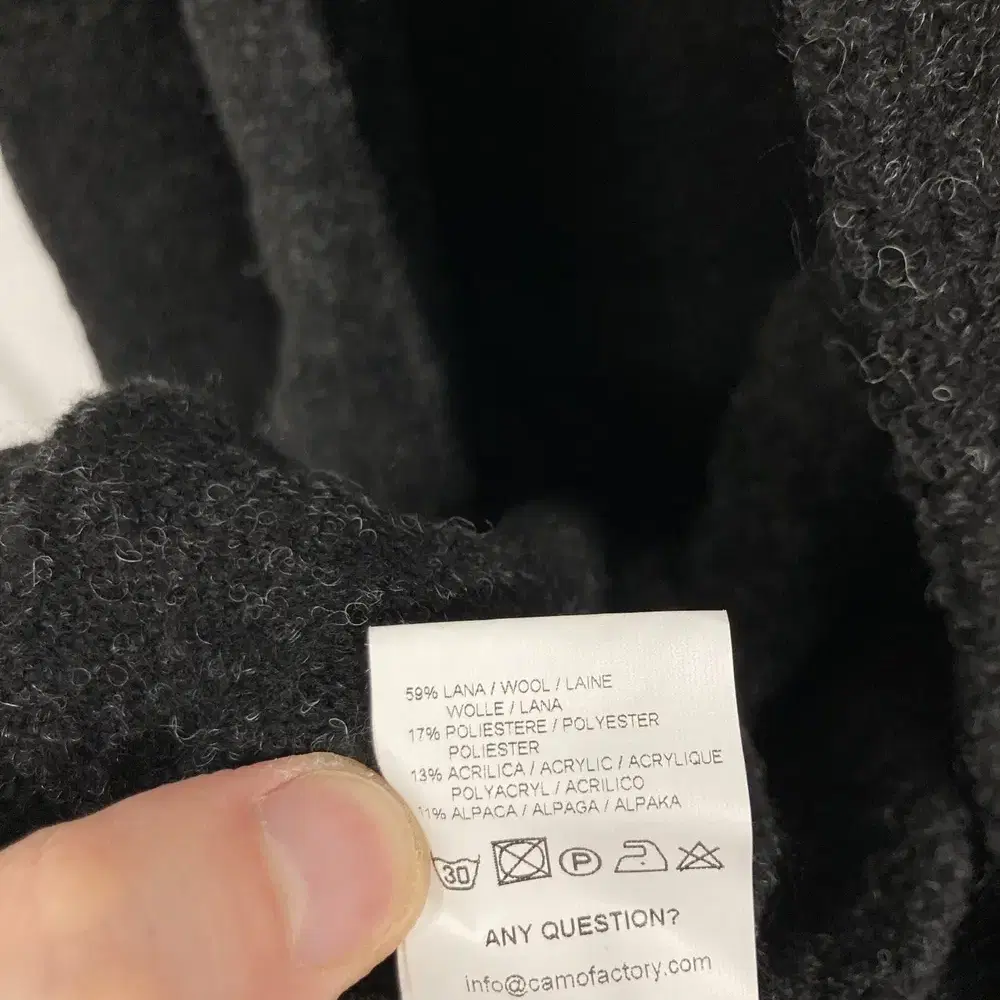 59% LANA / WOOL / LAINE
WOLLE / LANA
17% POLIESTERE / POLYESTER
POLIESTER
13% ACRILICA / ACRYLIC / ACRYLIQUE
POLYACRYL / ACRILICO
11% ALPACA / ALPAGA / ALPAKA
30 P
ANY QUESTION?
info@camofactory.com